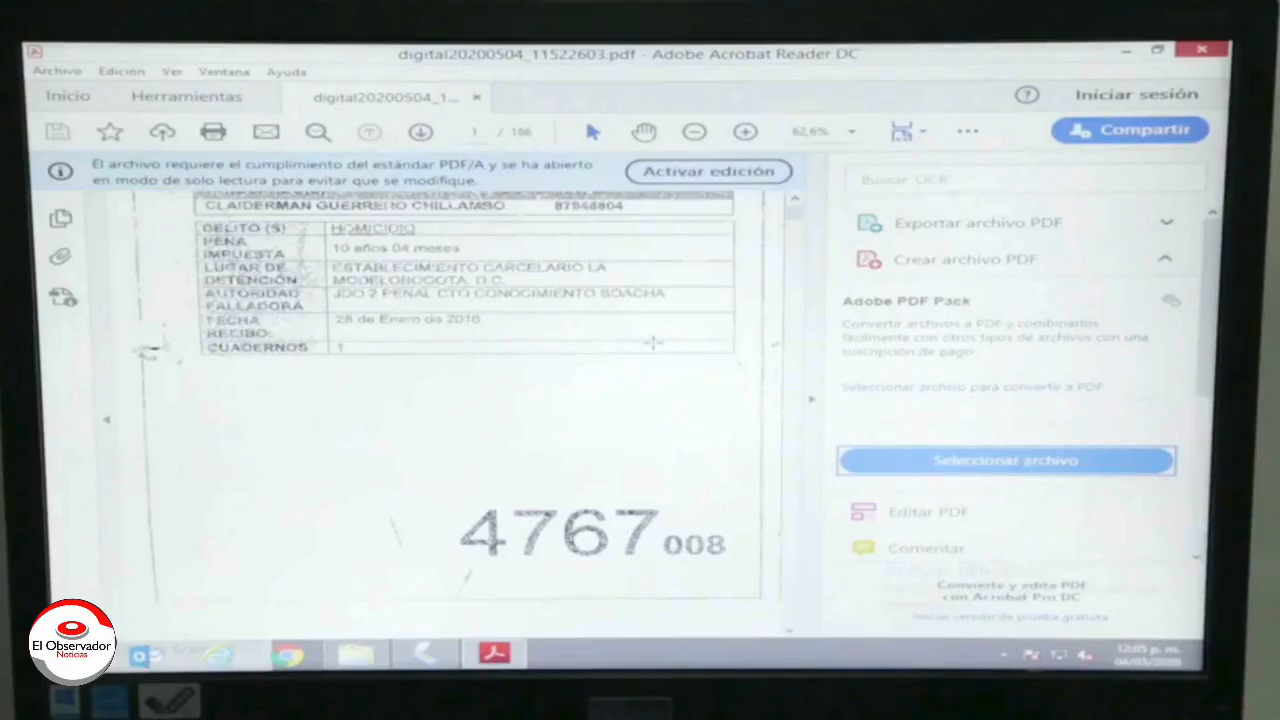 digital20200504_11522603.pdf - Adobe Acrobat Reader DC
Archivo Edición Ver Ventana Ayuda
Inicio Herramientas digital20200504_1... × Iniciar sesión
1 / 186 62,6% Compartir
El archivo requiere el cumplimiento del estándar PDF/A y se ha abierto
en modo de solo lectura para evitar que se modifique.
Activar edición
CLAIDERMAN GUERRERO CHILLAMBO
DELITO (S) HOMICIDIO
PENA
IMPUESTA
10 años 04 meses
LUGAR DE
DETENCIÓN
ESTABLECIMIENTO CARCELARIO LA
MODELOBOGOTA D.C.
AUTORIDAD
FALLADORA
JDO 2 PENAL CTO CONOCIMIENTO SOACHA
FECHA
RECIBO:
28 de Enero de 2010
CUADERNOS 1
4767 008
Exportar archivo PDF
Crear archivo PDF
Adobe PDF Pack
Convertir archivos a PDF y combinarlos
fácilmente con otros tipos de archivos con una
suscripción de pago
Seleccionar archivo para convertir a PDF
Seleccionar archivo
Editar PDF
Comentar
Convierte y edita PDF
con Acrobat Pro DC
Iniciar versión de prueba gratuita
12:05 p. m.
El Observador
Noticias